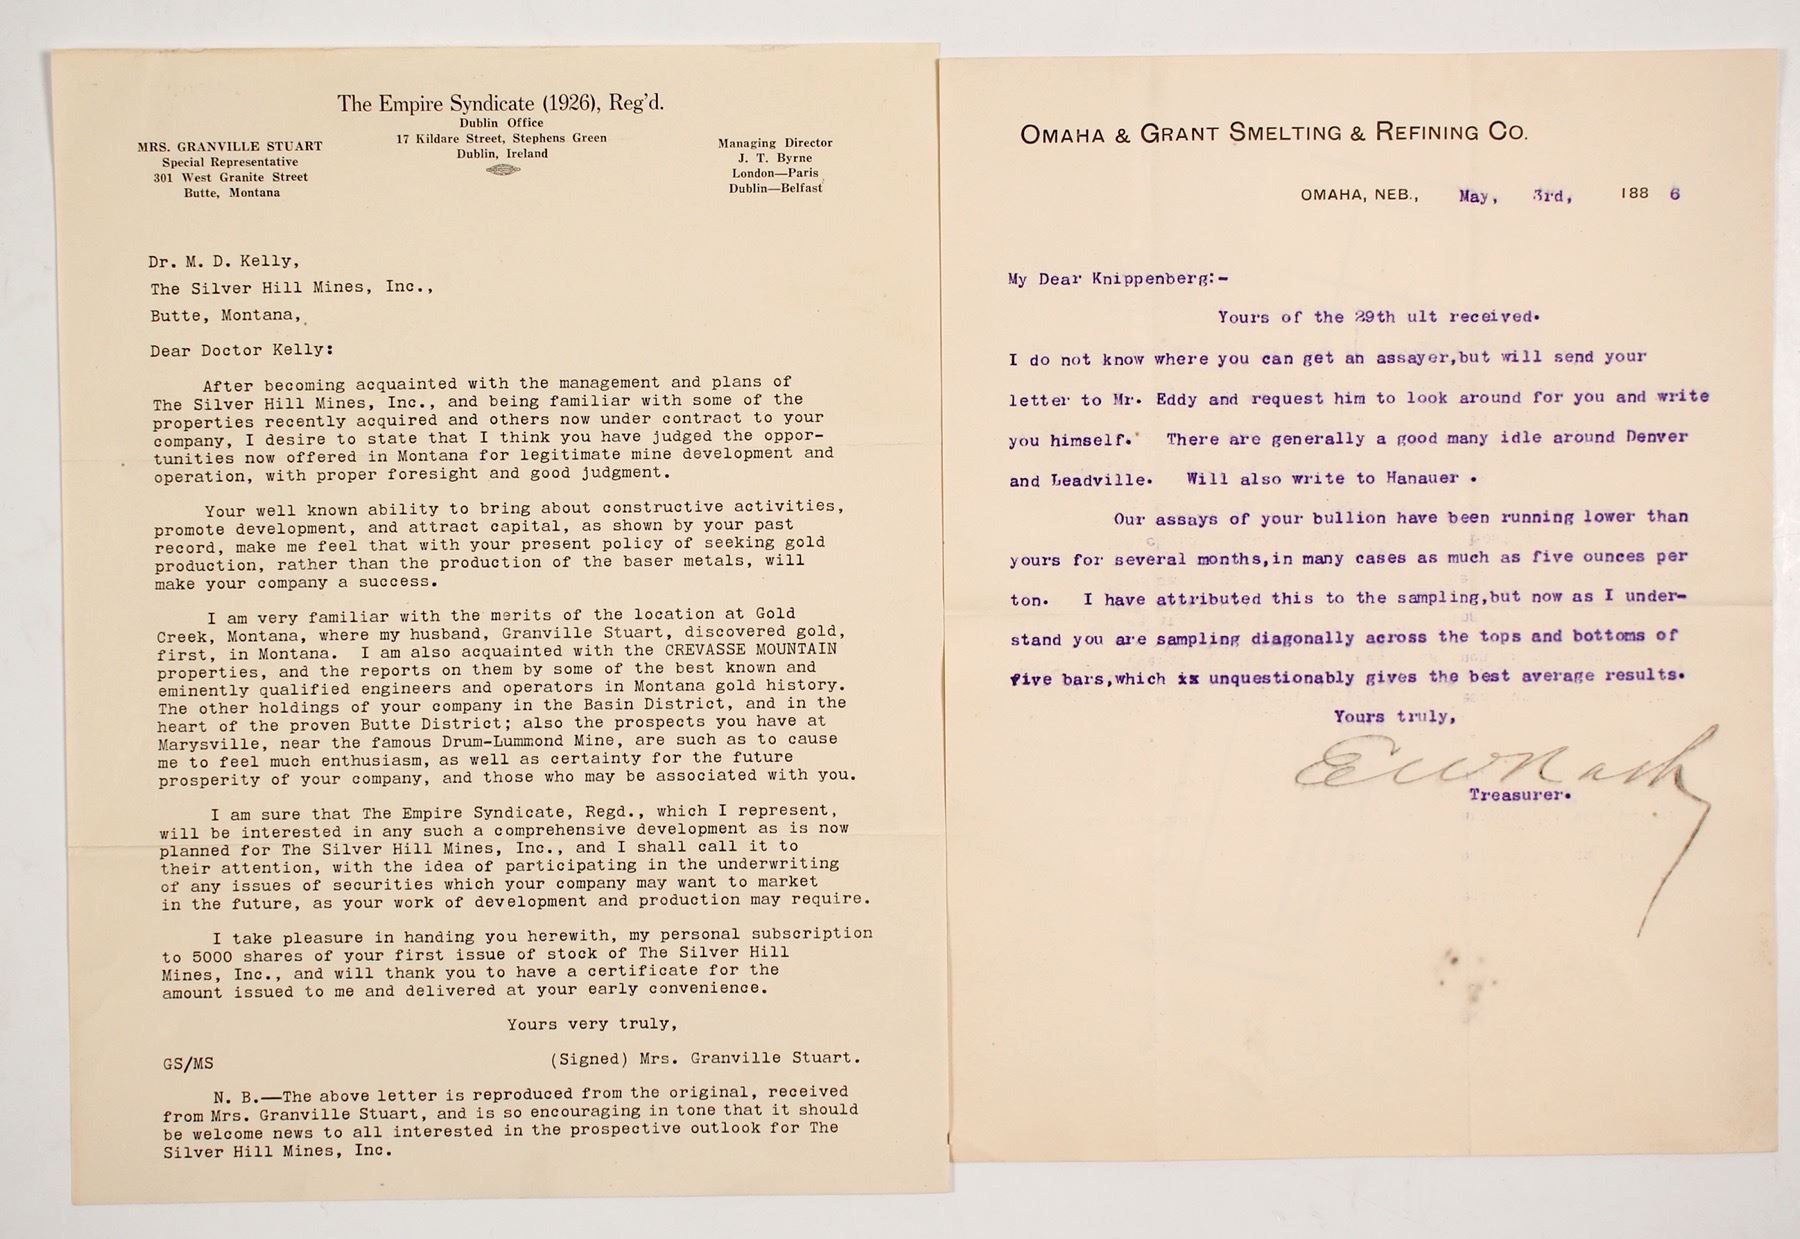 The Empire Syndicate (1926), Reg'd.
Dublin Office
17 Kildare Street, Stephens Green
Dublin, Ireland
MRS. GRANVILLE STUART
Special Representative
301 West Granite Street
Butte, Montana
Managing Director
J. T. Byrne
London—Paris
Dublin—Belfast
Dr. M. D. Kelly,
The Silver Hill Mines, Inc.,
Butte, Montana,
Dear Doctor Kelly:
After becoming acquainted with the management and plans of
The Silver Hill Mines, Inc., and being familiar with some of the
properties recently acquired and others now under contract to your
company, I desire to state that I think you have judged the oppor-
tunities now offered in Montana for legitimate mine development and
operation, with proper foresight and good judgment.
Your well known ability to bring about constructive activities,
promote development, and attract capital, as shown by your past
record, make me feel that with your present policy of seeking gold
production, rather than the production of the baser metals, will
make your company a success.
I am very familiar with the merits of the location at Gold
Creek, Montana, where my husband, Granville Stuart, discovered gold,
first, in Montana. I am also acquainted with the CREVASSE MOUNTAIN
properties, and the reports on them by some of the best known and
eminently qualified engineers and operators in Montana gold history.
The other holdings of your company in the Basin District, and in the
heart of the proven Butte District; also the prospects you have at
Marysville, near the famous Drum-Lummond Mine, are such as to cause
me to feel much enthusiasm, as well as certainty for the future
prosperity of your company, and those who may be associated with you.
I am sure that The Empire Syndicate, Regd., which I represent,
will be interested in any such a comprehensive development as is now
planned for The Silver Hill Mines, Inc., and I shall call it to
their attention, with the idea of participating in the underwriting
of any issues of securities which your company may want to market
in the future, as your work of development and production may require.
I take pleasure in handing you herewith, my personal subscription
to 5000 shares of your first issue of stock of The Silver Hill
Mines, Inc., and will thank you to have a certificate for the
amount issued to me and delivered at your early convenience.
Yours very truly,
GS/MS (Signed) Mrs. Granville Stuart.
N. B.—The above letter is reproduced from the original, received
from Mrs. Granville Stuart, and is so encouraging in tone that it should
be welcome news to all interested in the prospective outlook for The
Silver Hill Mines, Inc.
OMAHA & GRANT SMELTING & REFINING CO.
OMAHA, NEB., May, 3rd, 188 6
My Dear Knippenberg:-
Yours of the 29th ult received.
I do not know where you can get an assayer,but will send your
letter to Mr. Eddy and request him to look around for you and write
you himself. There are generally a good many idle around Denver
and Leadville. Will also write to Hanauer .
Our assays of your bullion have been running lower than
yours for several months,in many cases as much as five ounces per
ton. I have attributed this to the sampling,but now as I under-
stand you are sampling diagonally across the tops and bottoms of
five bars,which is unquestionably gives the best average results.
Yours truly,
E W Nash
Treasurer.